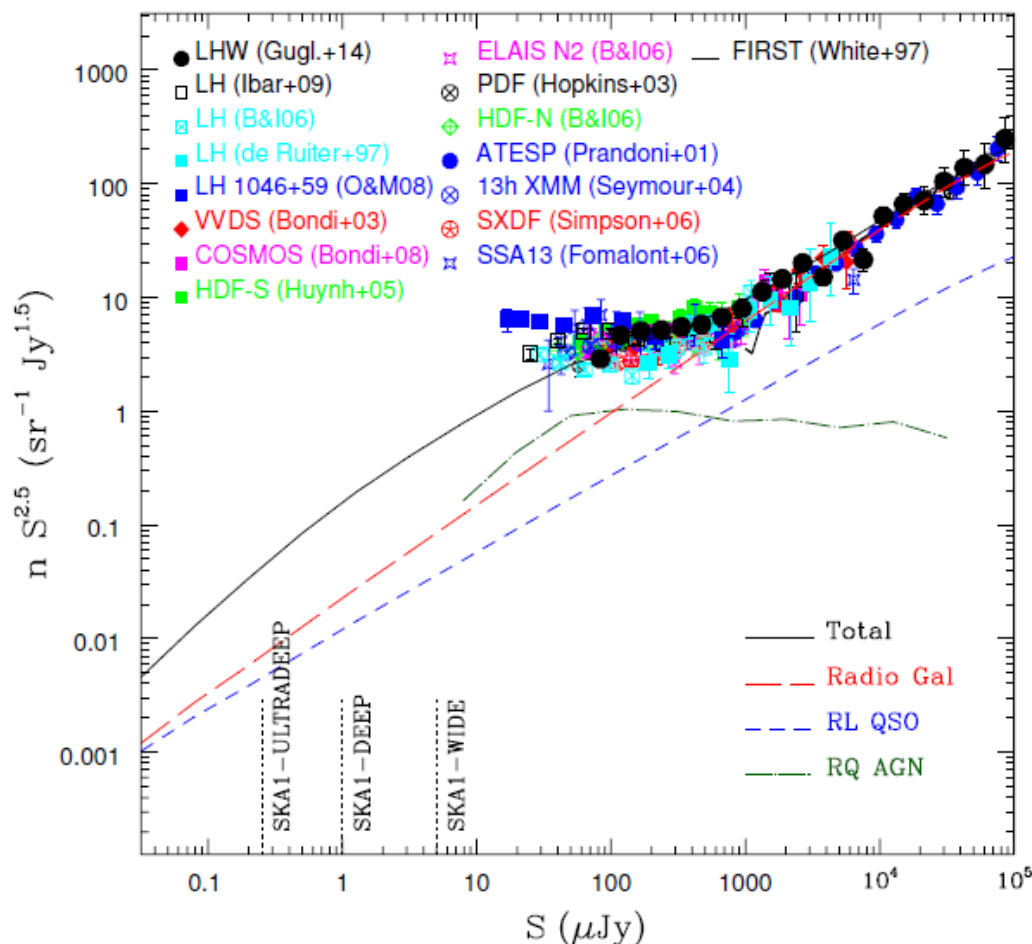 n S^2.5 (sr^-1 Jy^1.5)
1000
100
10
1
0.1
0.01
0.001
LHW (Gugl.+14)
LH (Ibar+09)
LH (B&I06)
LH (de Ruiter+97)
LH 1046+59 (O&M08)
VVDS (Bondi+03)
COSMOS (Bondi+08)
HDF-S (Huynh+05)
ELAIS N2 (B&I06)
PDF (Hopkins+03)
HDF-N (B&I06)
ATESP (Prandoni+01)
13h XMM (Seymour+04)
SXDF (Simpson+06)
SSA13 (Fomalont+06)
FIRST (White+97)
Total
Radio Gal
RL QSO
RQ AGN
SKA1-ULTRADEEP
SKA1-DEEP
SKA1-WIDE
0.1 1 10 100 1000 10^4 10^5
S (μJy)